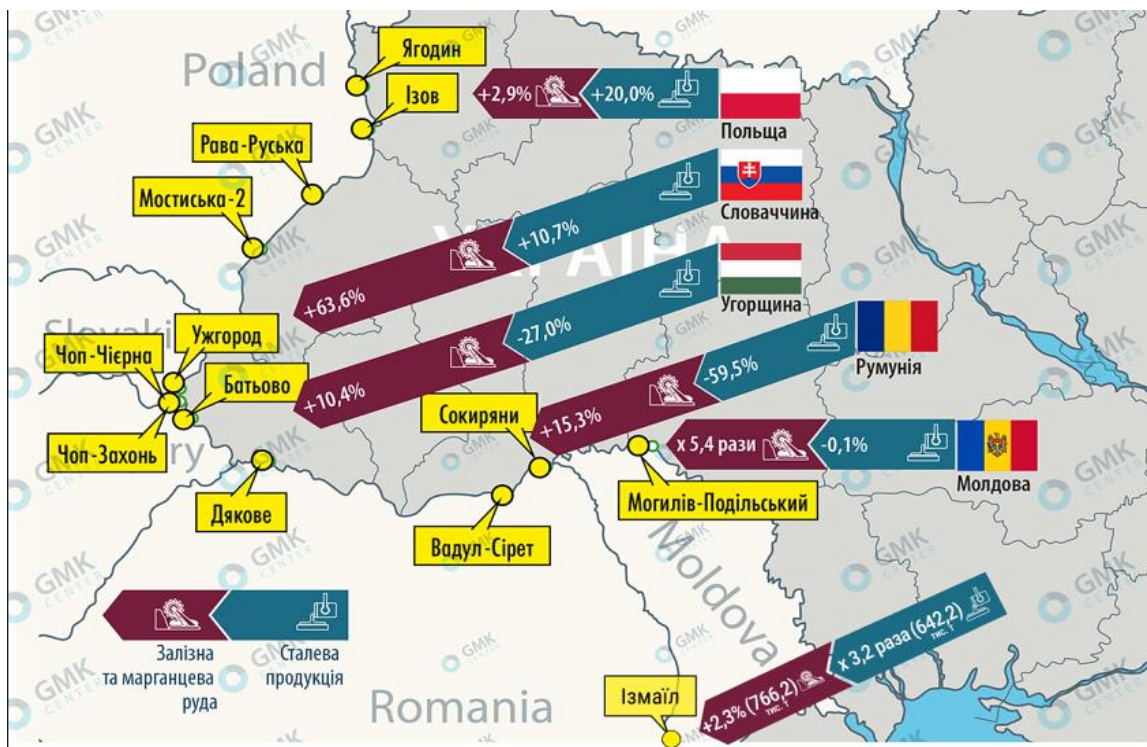 GMK CENTER
Poland
Ягодин
Ізов
+2,9%
+20,0%
Польща
Рава-Руська
Мостиська-2
+10,7%
+63,6%
Словаччина
УКРАЇНА
-27,0%
+10,4%
Угорщина
Slovaki
Ужгород
Чоп-Чієрна
Батьово
Чоп-Захонь
ry
-59,5%
+15,3%
Румунія
Сокиряни
х 5,4 рази
-0,1%
Молдова
Дякове
Вадул-Сірет
Могилів-Подільський
Moldova
Залізна
та марганцева
руда
Сталева
продукція
Romania
Ізмаїл
+2,3% (766,2)
тис. т
х 3,2 раза (642,2)
тис. т